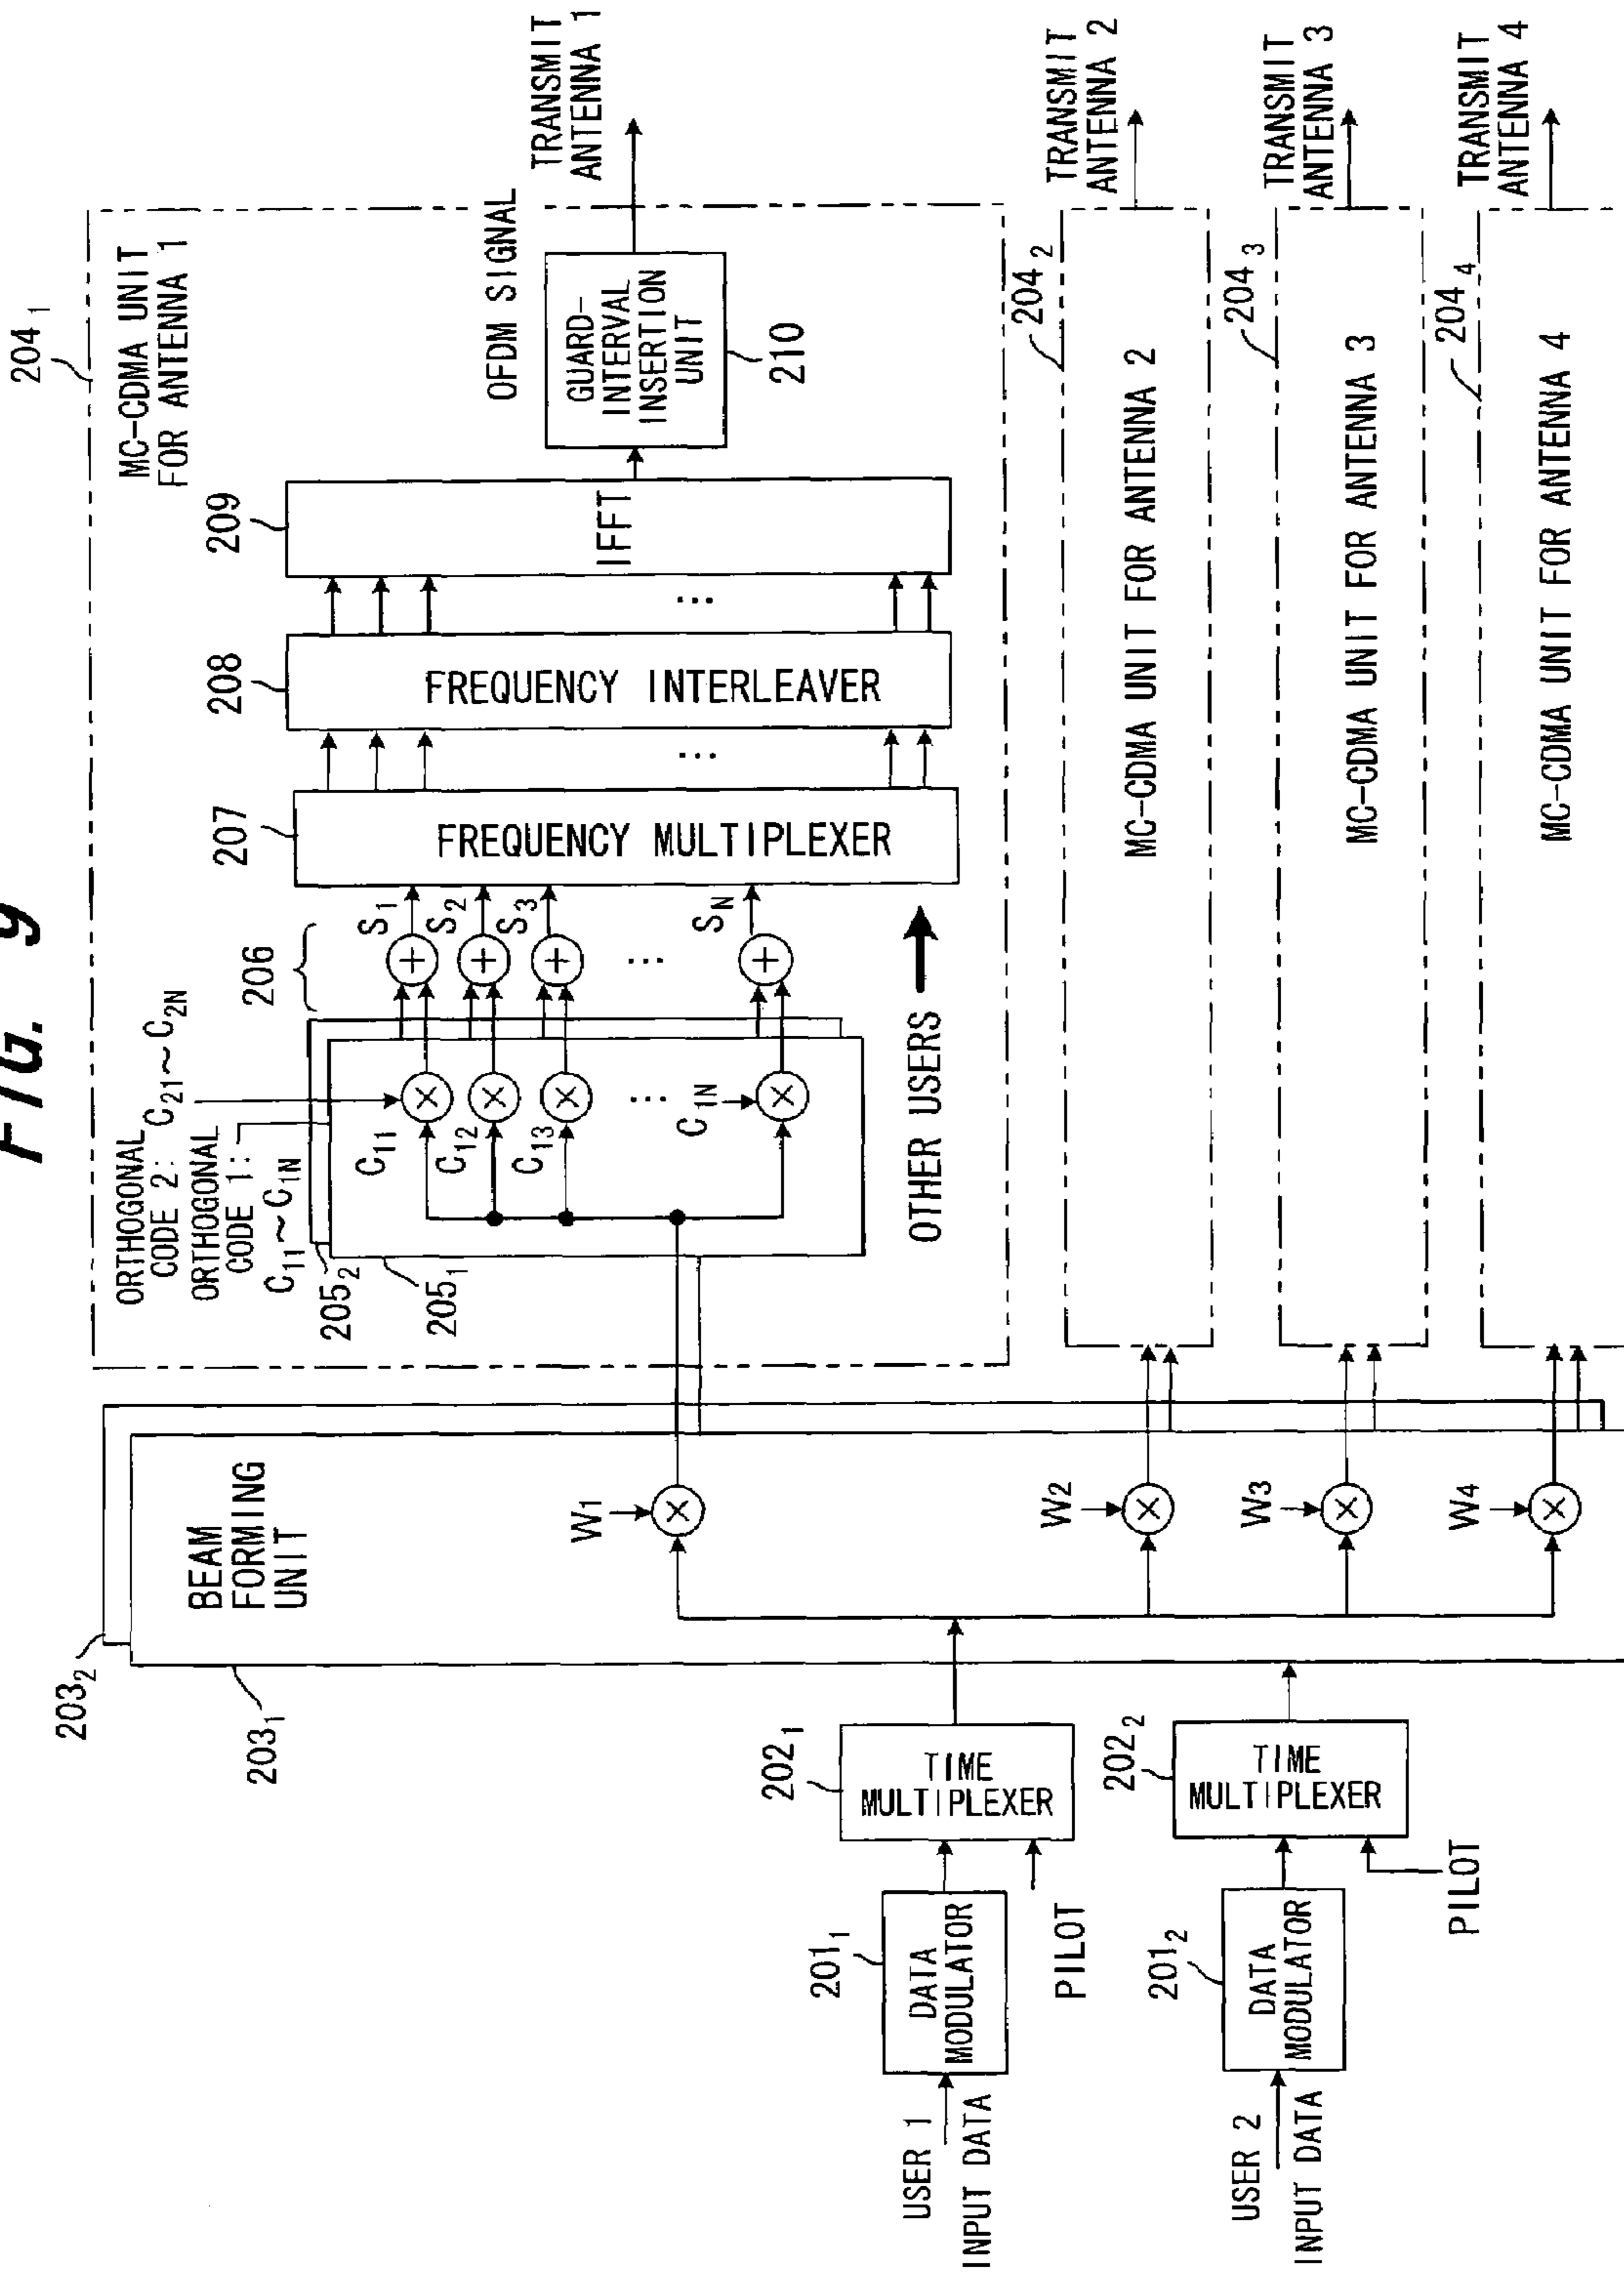 FIG. 9
204₁
MC-CDMA UNIT
FOR ANTENNA 1
ORTHOGONAL
CODE 2: C₂₁~C₂N
ORTHOGONAL
CODE 1:
C₁₁~C₁N
205₂
205₁
C₁₁
C₁₂
C₁₃
...
C₁N
206
S₁
S₂
S₃
...
SN
207
FREQUENCY MULTIPLEXER
...
208
FREQUENCY INTERLEAVER
...
209
IFFT
OFDM SIGNAL
GUARD-
INTERVAL
INSERTION
UNIT
210
TRANSMIT
ANTENNA 1
OTHER USERS
203₂
203₁
BEAM
FORMING
UNIT
W₁
W₂
W₃
W₄
204₂
MC-CDMA UNIT FOR ANTENNA 2
TRANSMIT
ANTENNA 2
204₃
MC-CDMA UNIT FOR ANTENNA 3
TRANSMIT
ANTENNA 3
204₄
MC-CDMA UNIT FOR ANTENNA 4
TRANSMIT
ANTENNA 4
USER 1
INPUT DATA
201₁
DATA
MODULATOR
PILOT
202₁
TIME
MULTIPLEXER
USER 2
INPUT DATA
201₂
DATA
MODULATOR
PILOT
202₂
TIME
MULTIPLEXER